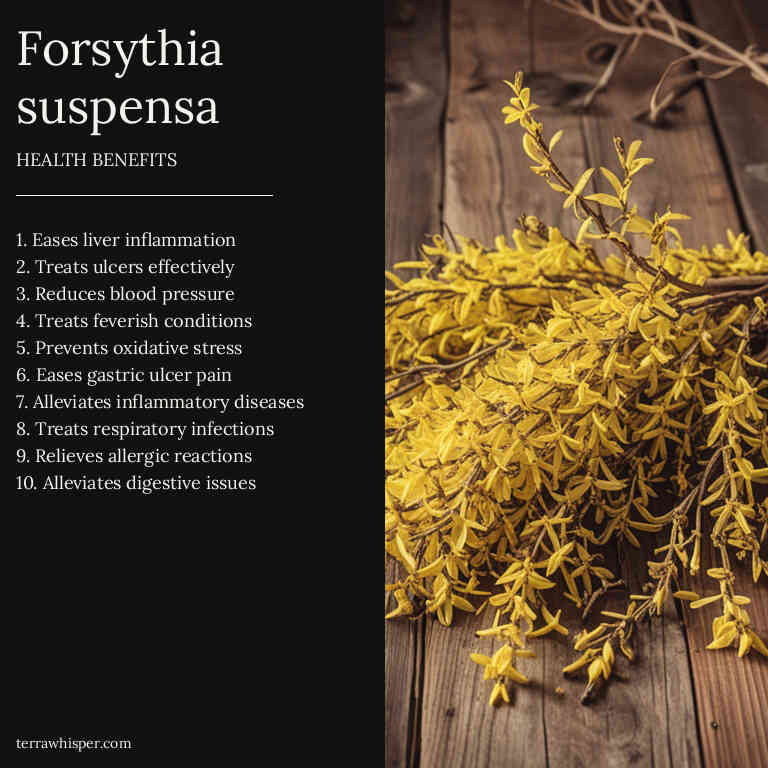 Forsythia
suspensa
HEALTH BENEFITS
1. Eases liver inflammation
2. Treats ulcers effectively
3. Reduces blood pressure
4. Treats feverish conditions
5. Prevents oxidative stress
6. Eases gastric ulcer pain
7. Alleviates inflammatory diseases
8. Treats respiratory infections
9. Relieves allergic reactions
10. Alleviates digestive issues
terrawhisper.com